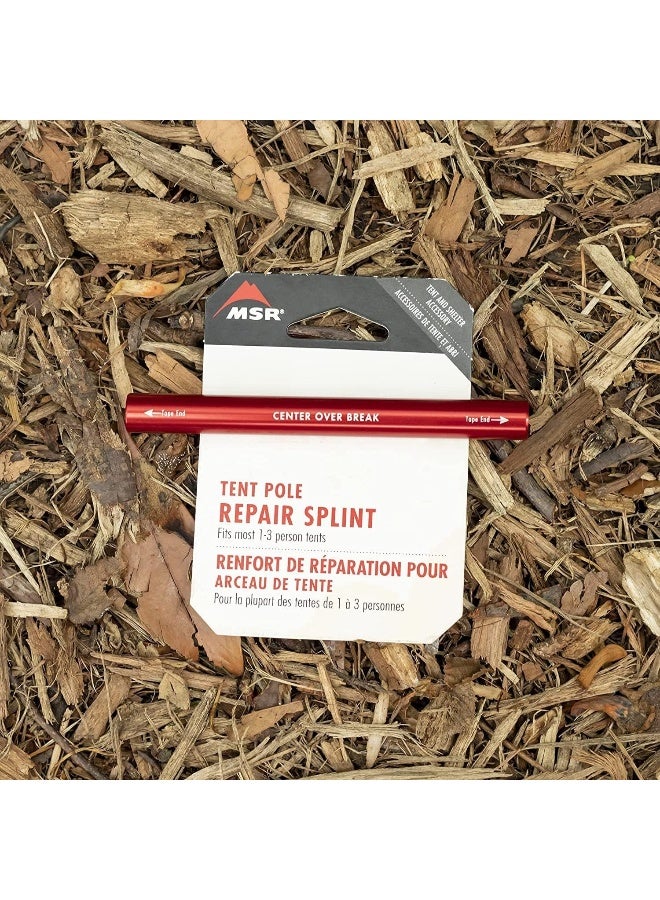 MSR®
TENT AND SHELTER
ACCESSORY
ACCESSOIRES DE TENTE ET ABRI
Tape End CENTER OVER BREAK Tape End
TENT POLE
REPAIR SPLINT
Fits most 1-3 person tents
RENFORT DE RÉPARATION POUR
ARCEAU DE TENTE
Pour la plupart des tentes de 1 à 3 personnes